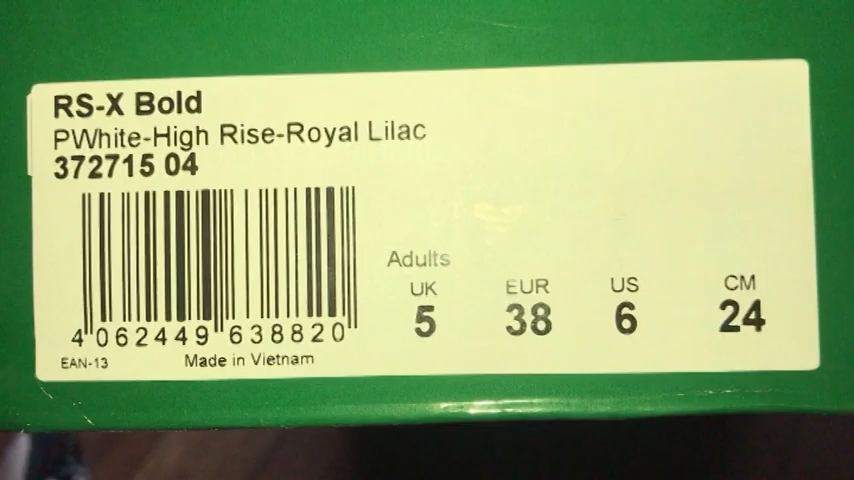 RS-X Bold
PWhite-High Rise-Royal Lilac
372715 04
Adults
UK EUR US CM
5 38 6 24
4 062449 638820
EAN-13 Made in Vietnam